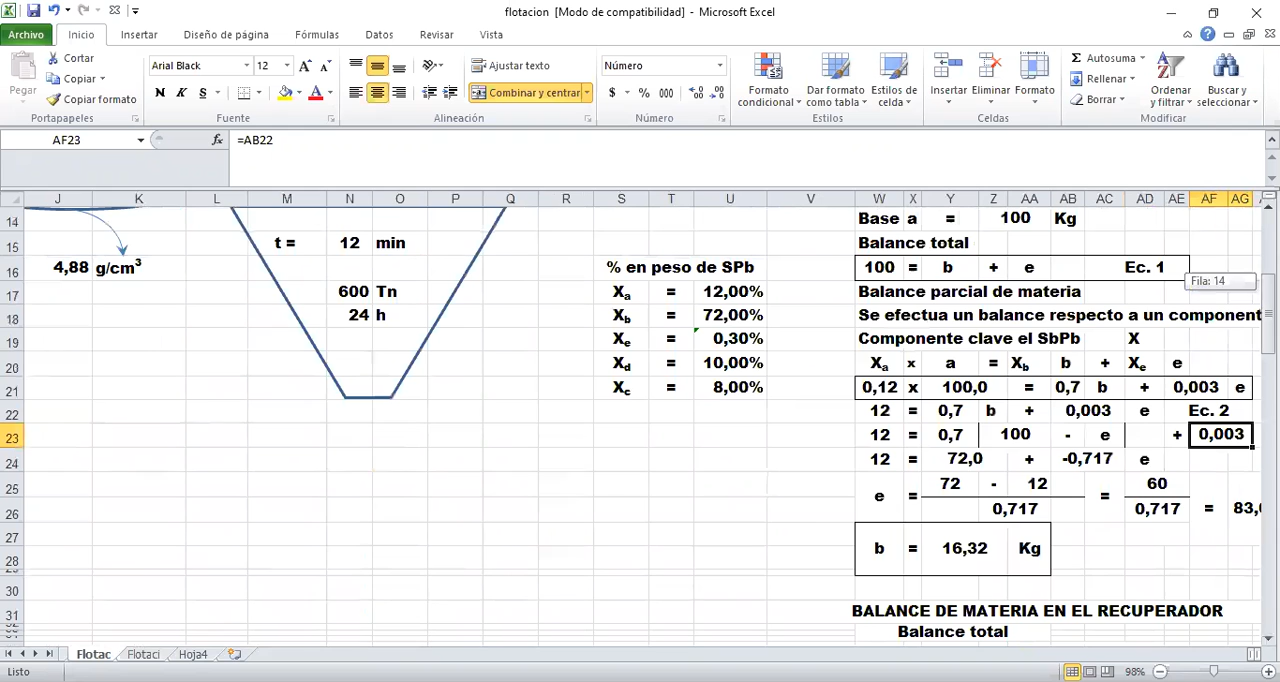 flotacion [Modo de compatibilidad] - Microsoft Excel
Archivo Inicio Insertar Diseño de página Fórmulas Datos Revisar Vista
Pegar
Cortar
Copiar
Copiar formato
Portapapeles
Arial Black 12
N K S
Fuente
Ajustar texto
Combinar y centrar
Alineación
Número
$ % 000
Número
Formato condicional
Dar formato como tabla
Estilos de celda
Estilos
Insertar Eliminar Formato
Celdas
Autosuma
Rellenar
Borrar
Ordenar y filtrar
Buscar y seleccionar
Modificar
AF23 fx =AB22
J K L M N O P Q R S T U V W X Y Z AA AB AC AD AE AF AG
14 Base a = 100 Kg
15 t = 12 min Balance total
16 4,88 g/cm3 % en peso de SPb 100 = b + e Ec. 1
Fila: 14
17 600 Tn Xa = 12,00% Balance parcial de materia
18 24 h Xb = 72,00% Se efectua un balance respecto a un component
19 Xe = 0,30% Componente clave el SbPb X
20 Xd = 10,00% Xa x a = Xb b + Xe e
21 Xc = 8,00% 0,12 x 100,0 = 0,7 b + 0,003 e
22 12 = 0,7 b + 0,003 e Ec. 2
23 12 = 0,7 100 - e + 0,003
24 12 = 72,0 + -0,717 e
25 e = 72 - 12 = 60
26 0,717 0,717 = 83,
27
28 b = 16,32 Kg
30
31 BALANCE DE MATERIA EN EL RECUPERADOR
Balance total
Flotac Flotaci Hoja4
Listo 98%